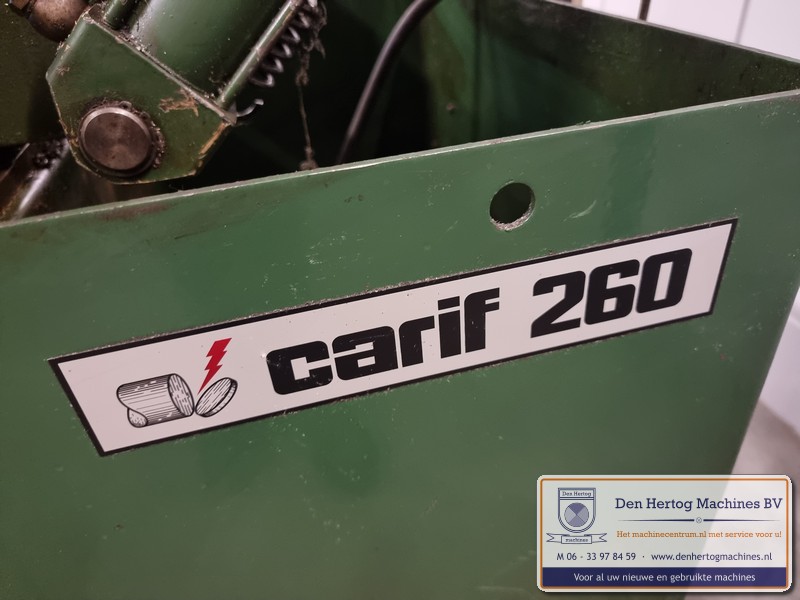 carif 260
Den Hertog
machines
Den Hertog Machines BV
Het machinecentrum.nl met service voor u!
M 06 - 33 97 84 59 · www.denhertogmachines.nl
Voor al uw nieuwe en gebruikte machines